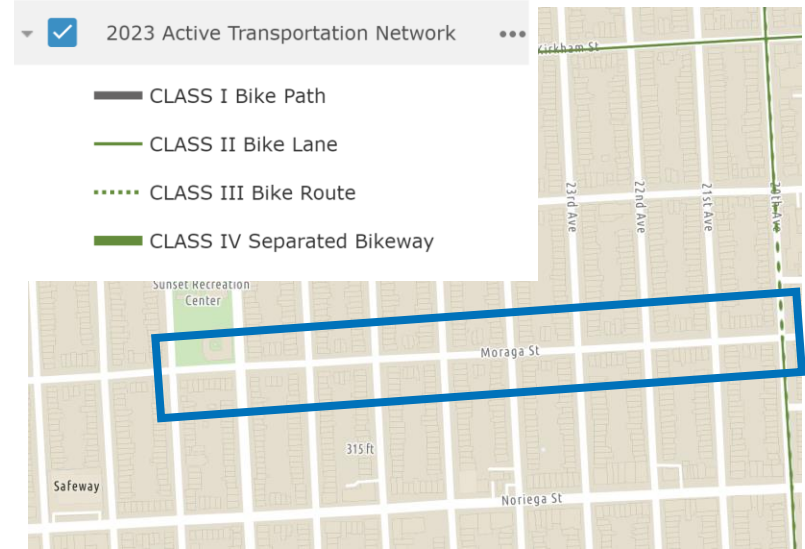 2023 Active Transportation Network
CLASS I Bike Path
CLASS II Bike Lane
CLASS III Bike Route
CLASS IV Separated Bikeway
Kirkham St
23rd Ave
22nd Ave
21st Ave
20th Ave
Sunset Recreation
Center
Moraga St
315 ft
Safeway
Noriega St